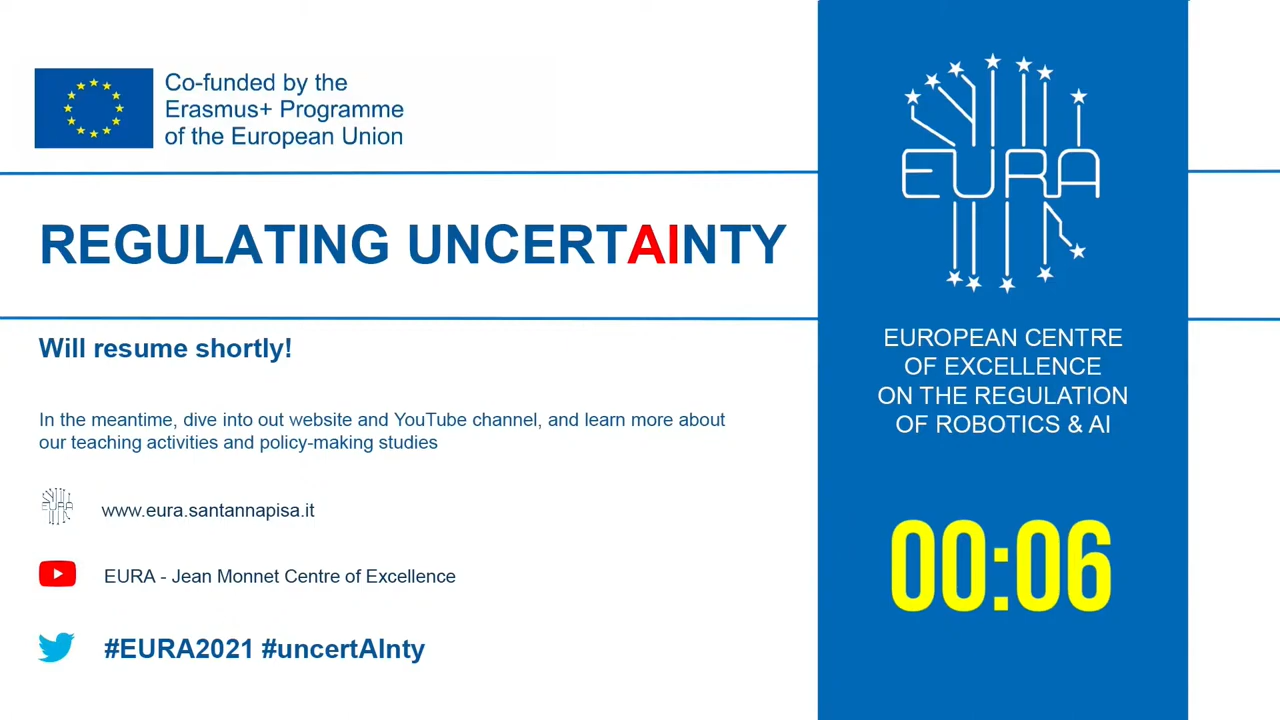 Co-funded by the
Erasmus+ Programme
of the European Union
REGULATING UNCERTAINTY
Will resume shortly!
In the meantime, dive into out website and YouTube channel, and learn more about
our teaching activities and policy-making studies
EURA
www.eura.santannapisa.it
EURA - Jean Monnet Centre of Excellence
#EURA2021 #uncertAInty
EURA
EUROPEAN CENTRE
OF EXCELLENCE
ON THE REGULATION
OF ROBOTICS & AI
00:06